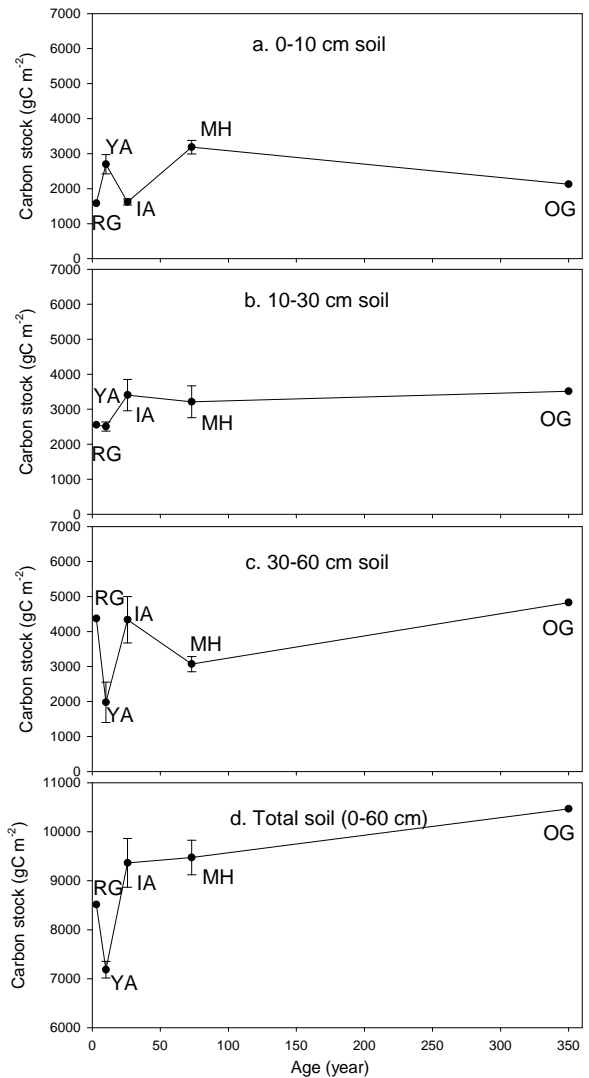 7000
6000
5000
4000
3000
2000
1000
0
Carbon stock (gC m-2)
a. 0-10 cm soil
RG
YA
IA
MH
OG
7000
6000
5000
4000
3000
2000
1000
0
Carbon stock (gC m-2)
b. 10-30 cm soil
RG
YA
IA
MH
OG
7000
6000
5000
4000
3000
2000
1000
0
Carbon stock (gC m-2)
c. 30-60 cm soil
RG
YA
IA
MH
OG
11000
10000
9000
8000
7000
6000
Carbon stock (gC m-2)
d. Total soil (0-60 cm)
RG
YA
IA
MH
OG
0 50 100 150 200 250 300 350
Age (year)